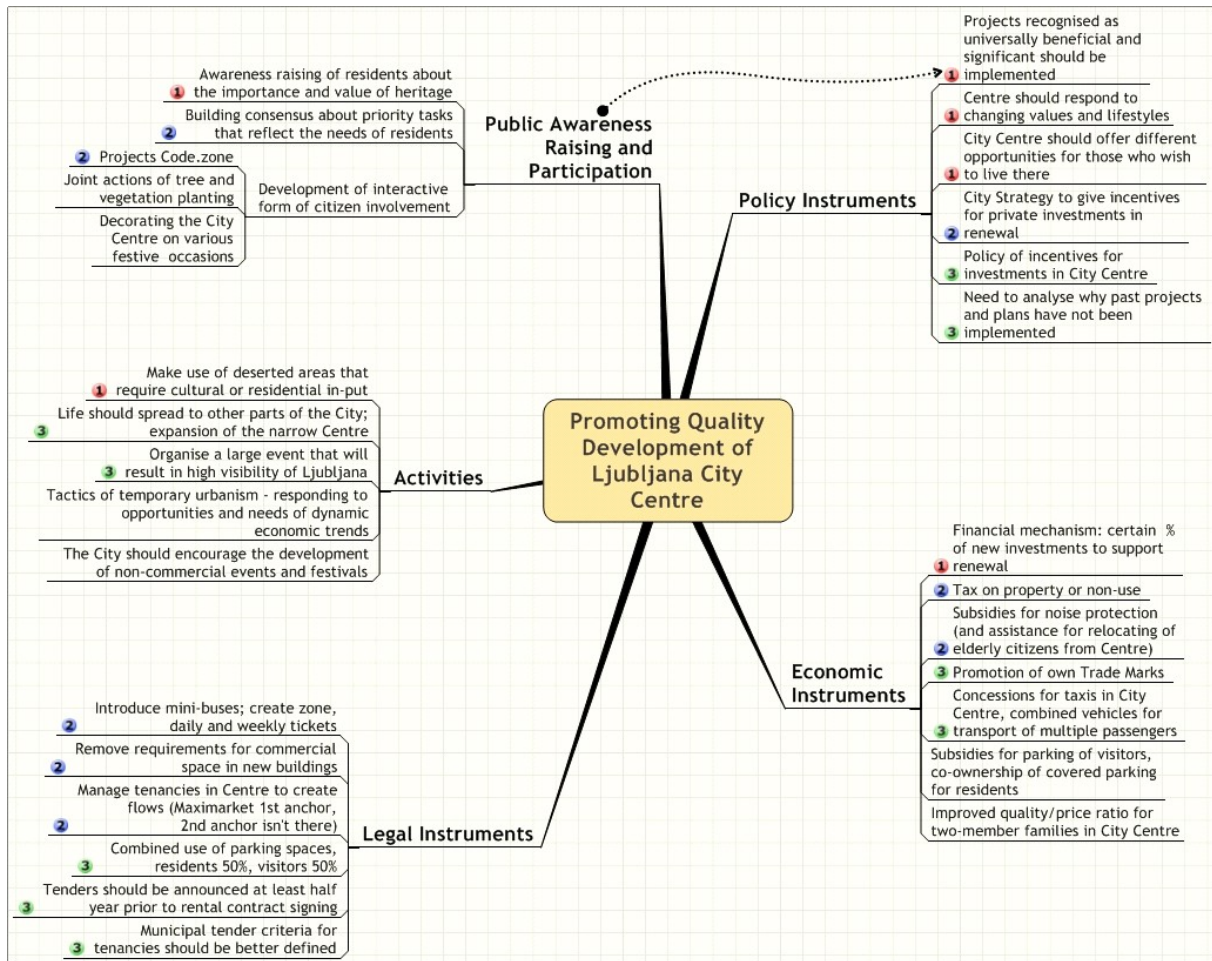 Promoting Quality
Development of
Ljubljana City
Centre
Public Awareness
Raising and
Participation
1 Awareness raising of residents about
the importance and value of heritage
2 Building consensus about priority tasks
that reflect the needs of residents
Development of interactive
form of citizen involvement
2 Projects Code.zone
Joint actions of tree and
vegetation planting
Decorating the City
Centre on various
festive occasions
Policy Instruments
Projects recognised as
universally beneficial and
significant should be
1 implemented
Centre should respond to
1 changing values and lifestyles
City Centre should offer different
opportunities for those who wish
1 to live there
City Strategy to give incentives
for private investments in
2 renewal
Policy of incentives for
3 investments in City Centre
Need to analyse why past projects
and plans have not been
3 implemented
Activities
Make use of deserted areas that
1 require cultural or residential in-put
Life should spread to other parts of the City;
3 expansion of the narrow Centre
Organise a large event that will
3 result in high visibility of Ljubljana
Tactics of temporary urbanism - responding to
opportunities and needs of dynamic
economic trends
The City should encourage the development
of non-commercial events and festivals
Economic
Instruments
Financial mechanism: certain %
of new investments to support
1 renewal
2 Tax on property or non-use
Subsidies for noise protection
(and assistance for relocating of
2 elderly citizens from Centre)
3 Promotion of own Trade Marks
Concessions for taxis in City
Centre, combined vehicles for
3 transport of multiple passengers
Subsidies for parking of visitors,
co-ownership of covered parking
for residents
Improved quality/price ratio for
two-member families in City Centre
Legal Instruments
Introduce mini-buses; create zone,
2 daily and weekly tickets
Remove requirements for commercial
2 space in new buildings
Manage tenancies in Centre to create
flows (Maximarket 1st anchor,
2 2nd anchor isn't there)
Combined use of parking spaces,
3 residents 50%, visitors 50%
Tenders should be announced at least half
3 year prior to rental contract signing
Municipal tender criteria for
3 tenancies should be better defined